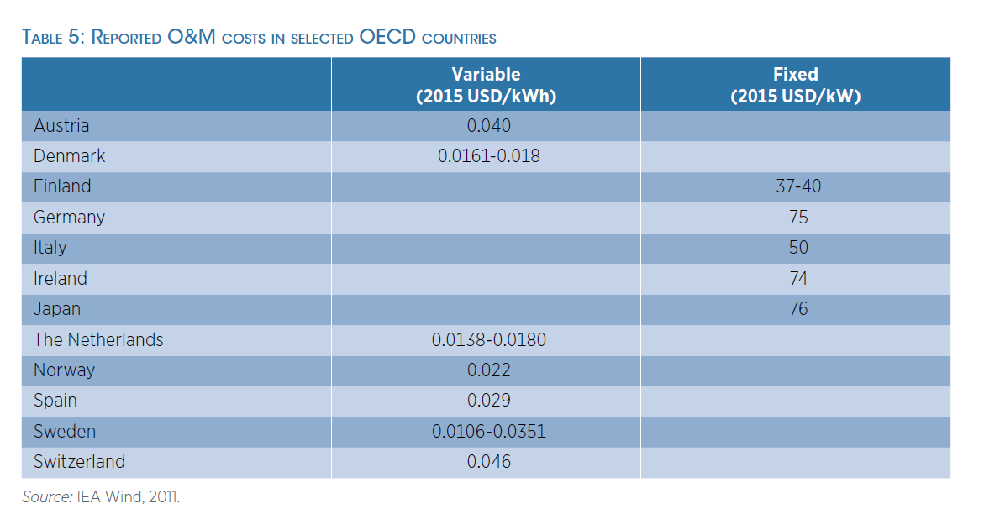 Table 5: Reported O&M costs in selected OECD countries
Variable Fixed
(2015 USD/kWh) (2015 USD/kW)
Austria 0.040
Denmark 0.0161-0.018
Finland 37-40
Germany 75
Italy 50
Ireland 74
Japan 76
The Netherlands 0.0138-0.0180
Norway 0.022
Spain 0.029
Sweden 0.0106-0.0351
Switzerland 0.046
Source: IEA Wind, 2011.